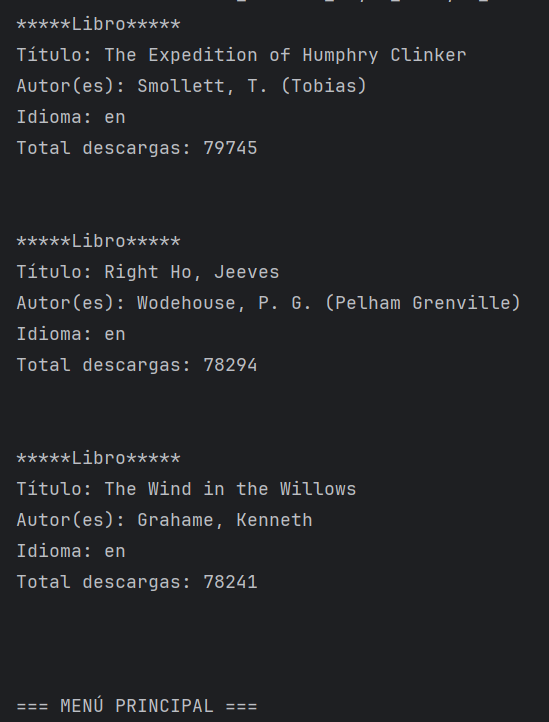 *****Libro*****
Título: The Expedition of Humphry Clinker
Autor(es): Smollett, T. (Tobias)
Idioma: en
Total descargas: 79745
*****Libro*****
Título: Right Ho, Jeeves
Autor(es): Wodehouse, P. G. (Pelham Grenville)
Idioma: en
Total descargas: 78294
*****Libro*****
Título: The Wind in the Willows
Autor(es): Grahame, Kenneth
Idioma: en
Total descargas: 78241
=== MENÚ PRINCIPAL ===